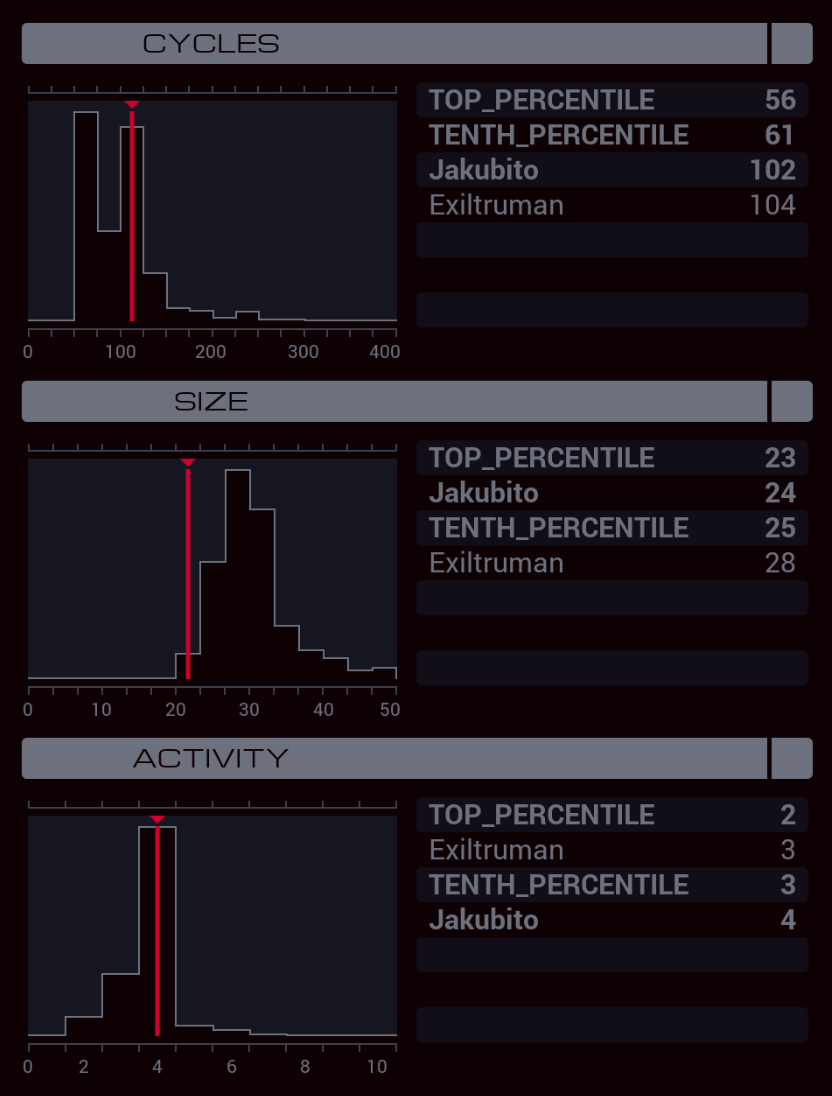 CYCLES
TOP_PERCENTILE 56
TENTH_PERCENTILE 61
Jakubito 102
Exiltruman 104
0 100 200 300 400
SIZE
TOP_PERCENTILE 23
Jakubito 24
TENTH_PERCENTILE 25
Exiltruman 28
0 10 20 30 40 50
ACTIVITY
TOP_PERCENTILE 2
Exiltruman 3
TENTH_PERCENTILE 3
Jakubito 4
0 2 4 6 8 10